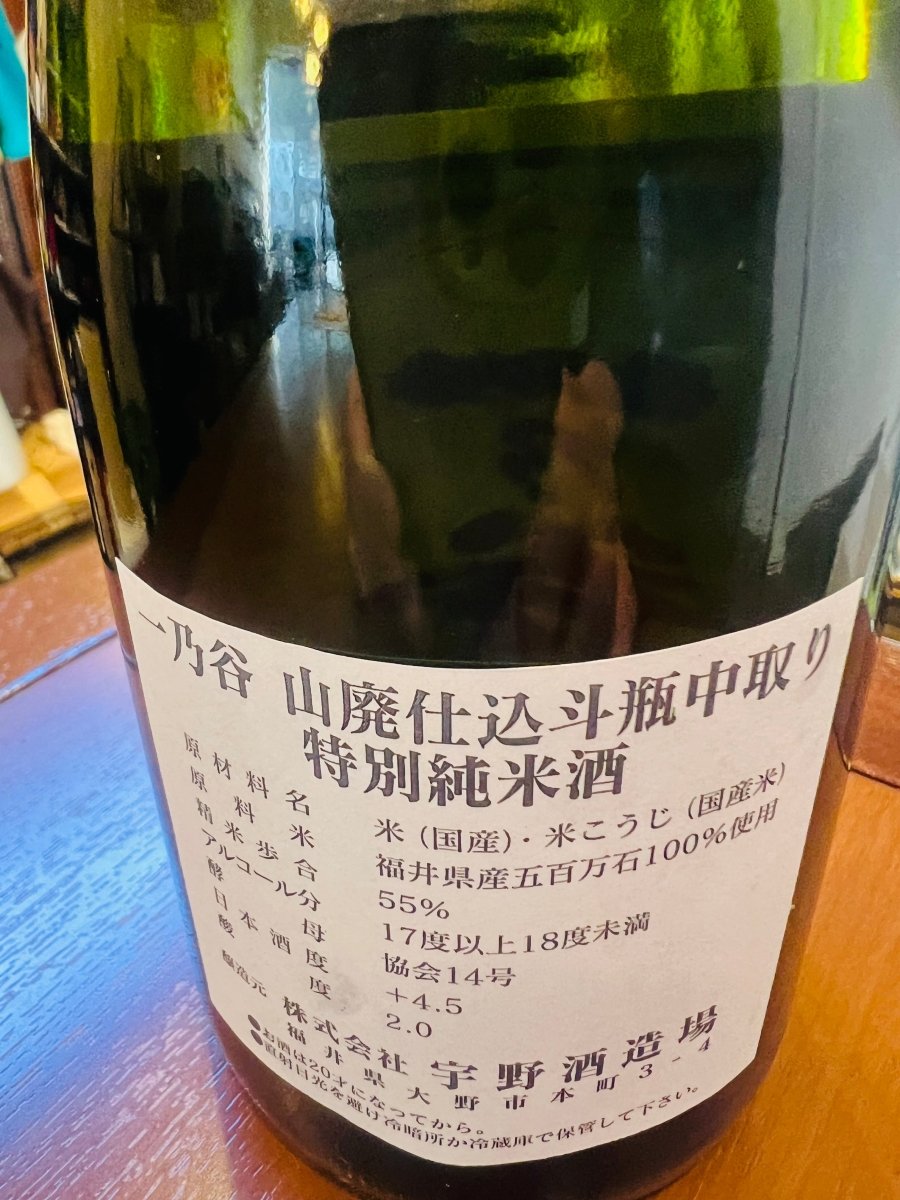 一乃谷 山廃仕込斗瓶中取り
特別純米酒
原材料名 米(国産)・米こうじ(国産米)
原料米 福井県産五百万石100%使用
精米歩合 55%
アルコール分 17度以上18度未満
酵母 協会14号
日本酒度 +4.5
酸度 2.0
醸造元 株式会社 宇野酒造場
福井県大野市本町3-4
●お酒は20才になってから。
●直射日光を避け冷暗所か冷蔵庫で保管して下さい。